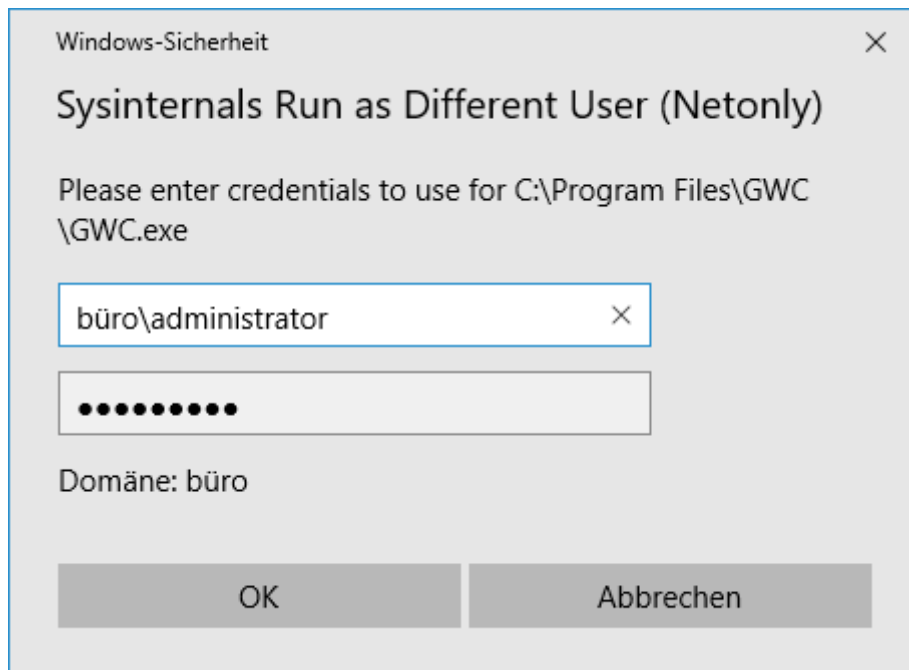 Windows-Sicherheit
Sysinternals Run as Different User (Netonly)
Please enter credentials to use for C:\Program Files\GWC
\GWC.exe
büro\administrator
●●●●●●●●●
Domäne: büro
OK
Abbrechen